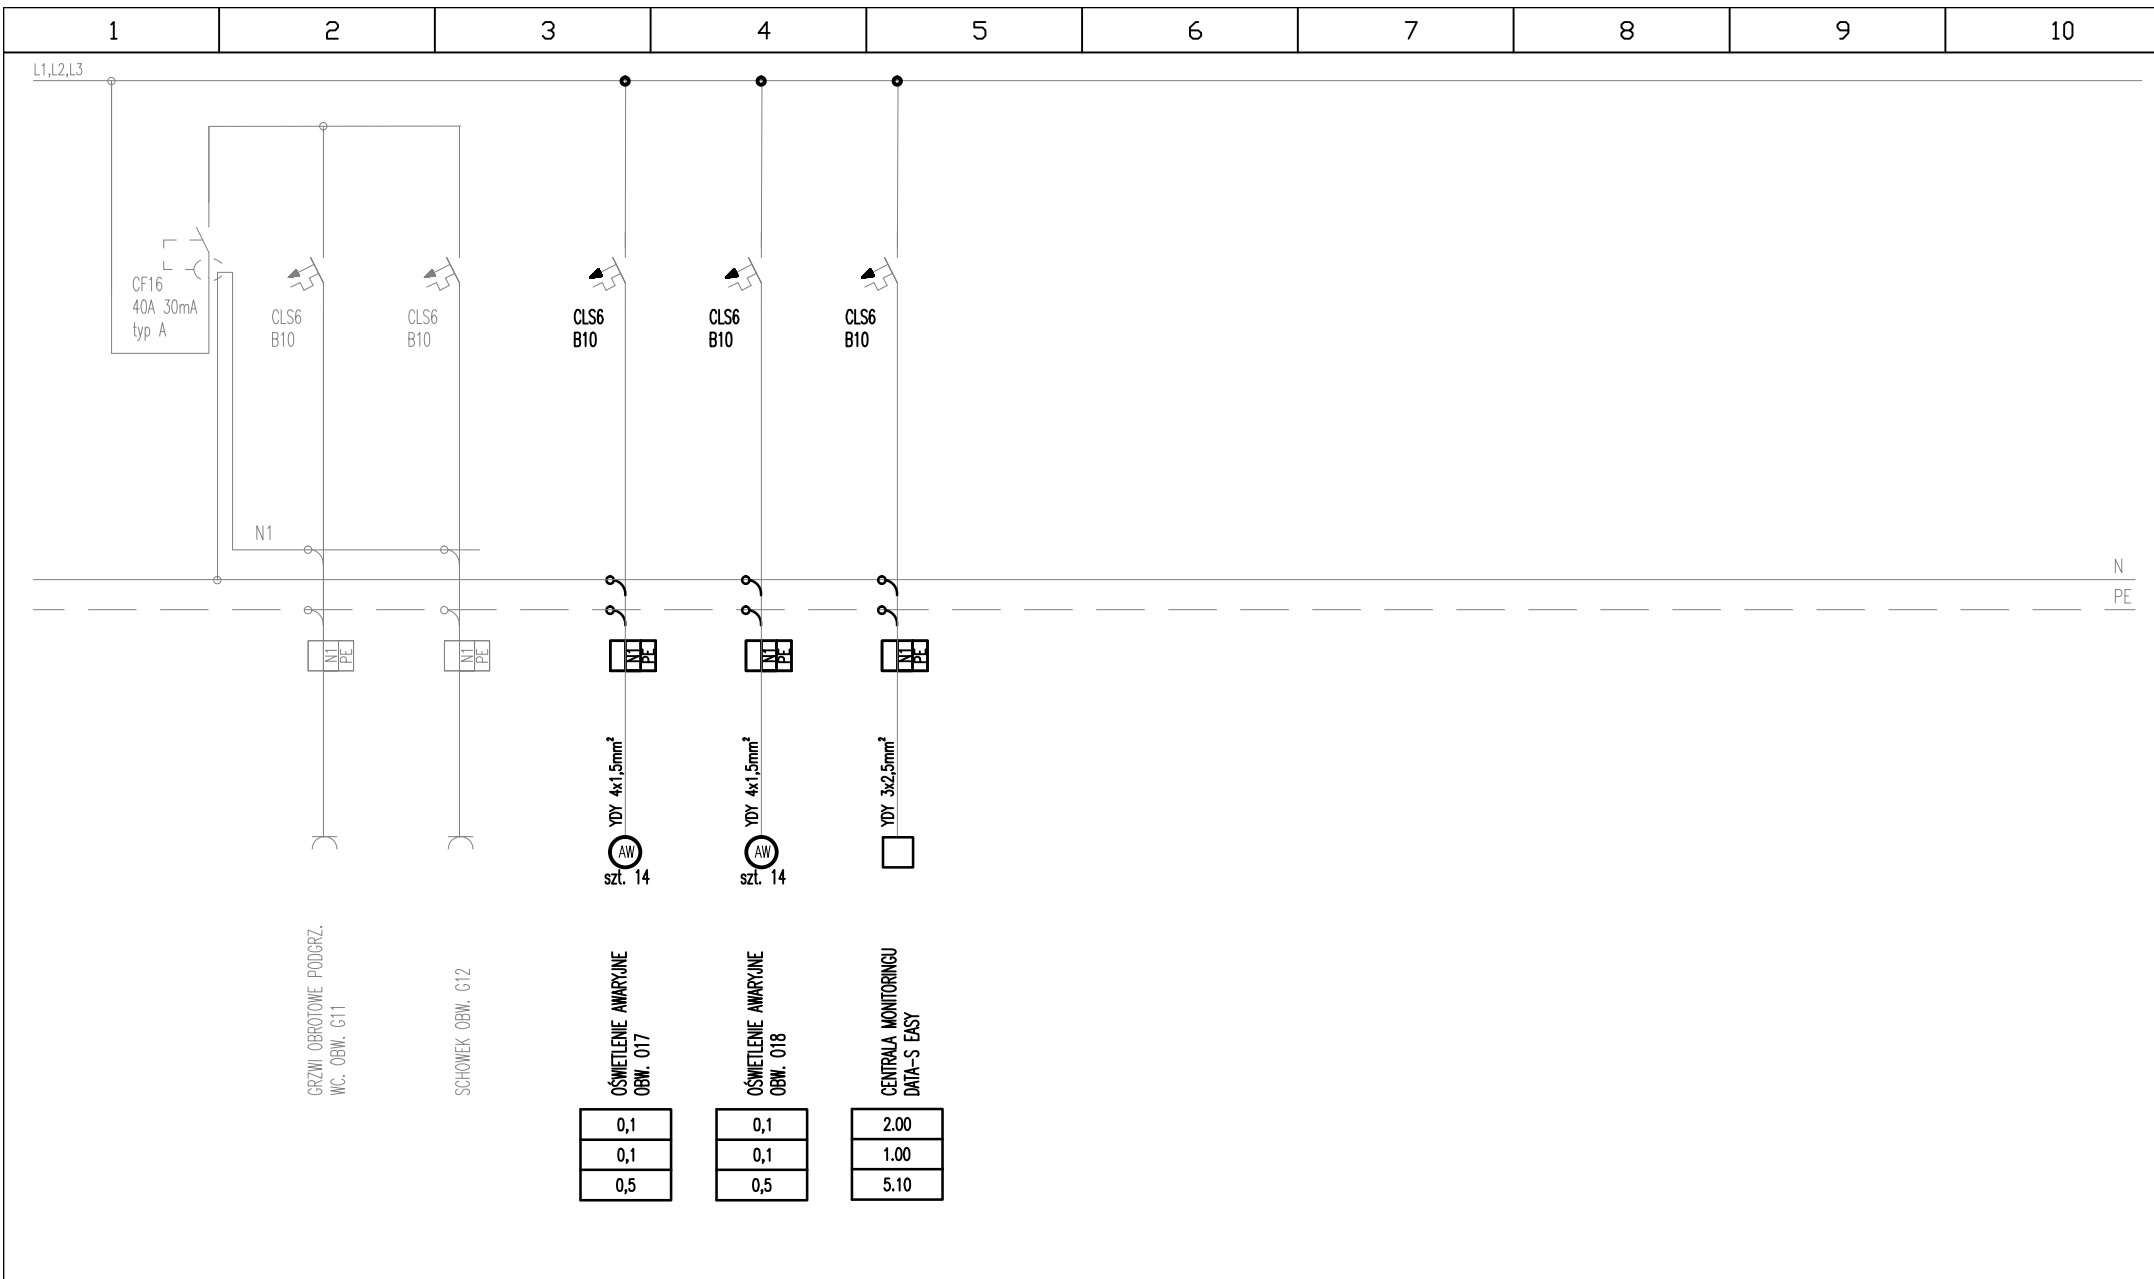 1 2 3 4 5 6 7 8 9 10
L1,L2,L3
CF16
40A 30mA
typ A
CLS6
B10
CLS6
B10
CLS6
B10
CLS6
B10
CLS6
B10
N1
N
PE
N1
PE
N1
PE
N1
PE
N1
PE
N1
PE
YDY 4x1,5mm²
YDY 4x1,5mm²
YDY 3x2,5mm²
AW
szt. 14
AW
szt. 14
GRZWI OBROTOWE PODGRZ.
WC. OBW. G11
SCHOWEK OBW. G12
OŚWIETLENIE AWARYJNE
OBW. O17
OŚWIETLENIE AWARYJNE
OBW. O18
CENTRALA MONITORINGU
DATA-S EASY
0,1
0,1
0,5
0,1
0,1
0,5
2.00
1.00
5.10